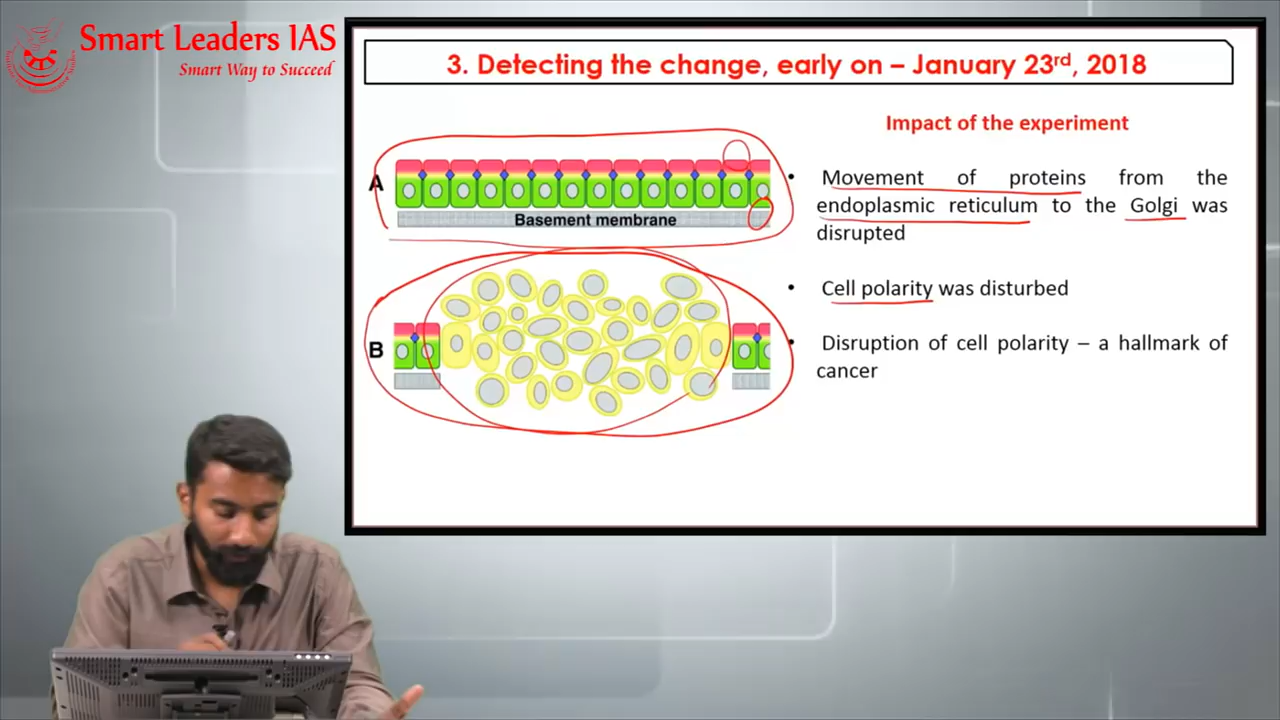 Smart Leaders IAS
Smart Way to Succeed
3. Detecting the change, early on – January 23rd, 2018
Impact of the experiment
A
Basement membrane
B
• Movement of proteins from the
endoplasmic reticulum to the Golgi was
disrupted
• Cell polarity was disturbed
• Disruption of cell polarity – a hallmark of
cancer